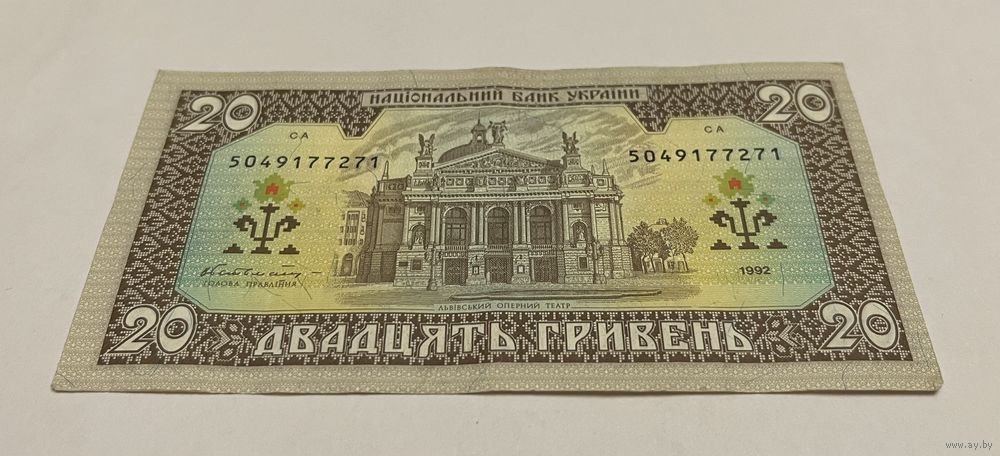 НАЦІОНАЛЬНИЙ БАНК УКРАЇНИ
20 20
СА СА
5049177271 5049177271
1992
ГОЛОВА ПРАВЛІННЯ
ЛЬВІВСЬКИЙ ОПЕРНИЙ ТЕАТР
20 ДВАДЦЯТЬ ГРИВЕНЬ 20
www.ay.by